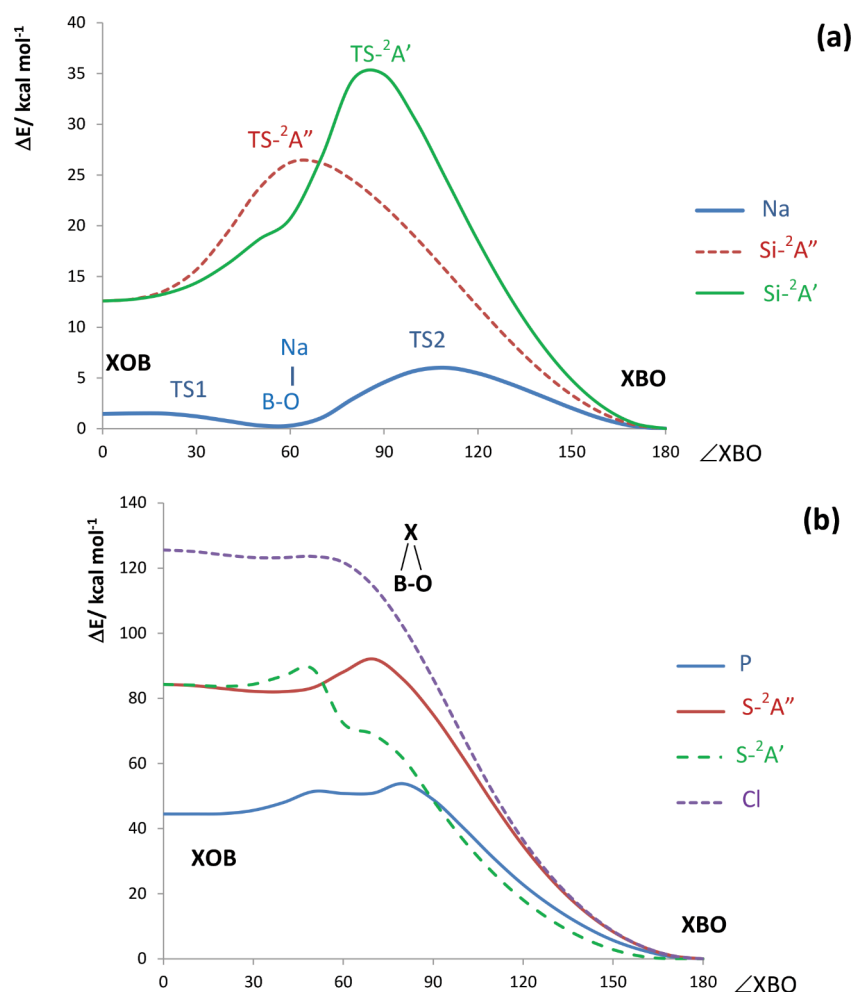 (a)
ΔE/ kcal mol⁻¹
40
35
30
25
20
15
10
5
0
TS-²A’
TS-²A”
Na
Si-²A”
Si-²A’
XOB
TS1
Na
B-O
TS2
XBO
0 30 60 90 120 150 180 ∠XBO
(b)
ΔE/ kcal mol⁻¹
140
120
100
80
60
40
20
0
X
B-O
P
S-²A”
S-²A’
Cl
XOB
XBO
0 30 60 90 120 150 180 ∠XBO